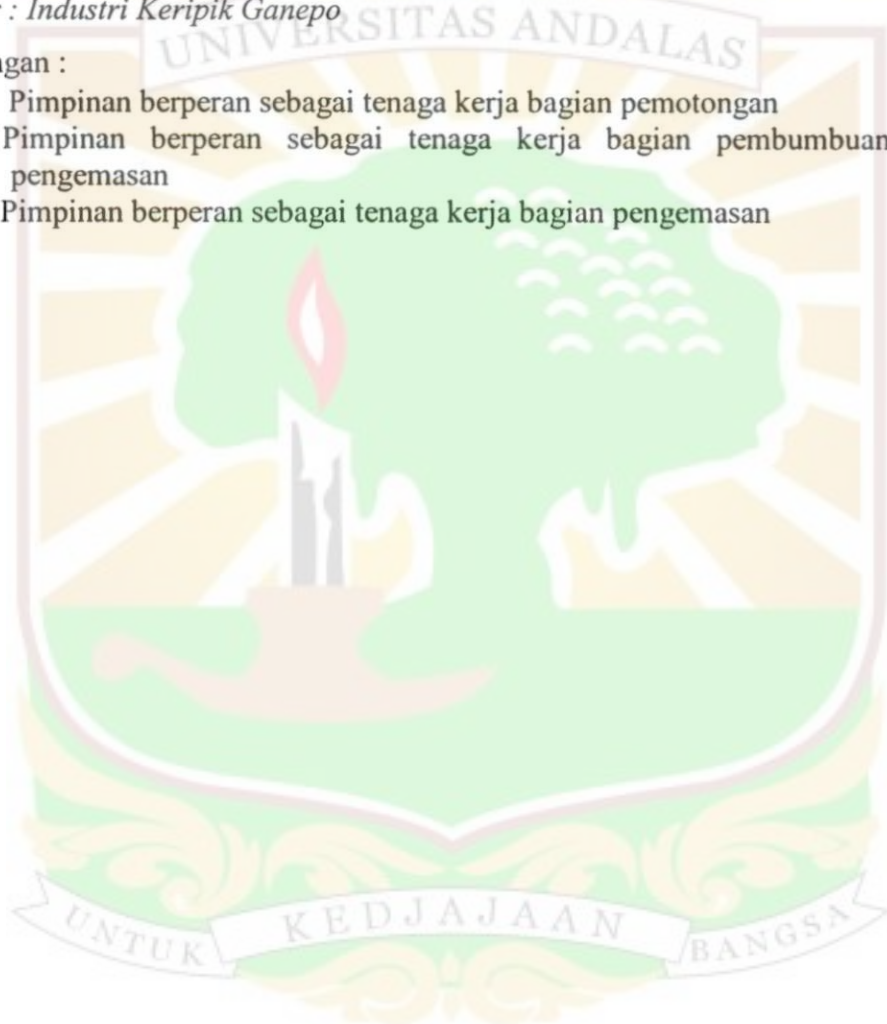 : Industri Keripik Ganepo
UNIVERSITAS ANDALAS
Pimpinan berperan sebagai tenaga kerja bagian pemotongan
Pimpinan berperan sebagai tenaga kerja bagian pembumbuan
pengemasan
Pimpinan berperan sebagai tenaga kerja bagian pengemasan
UNTUK KEDJAJAAN BANGSA